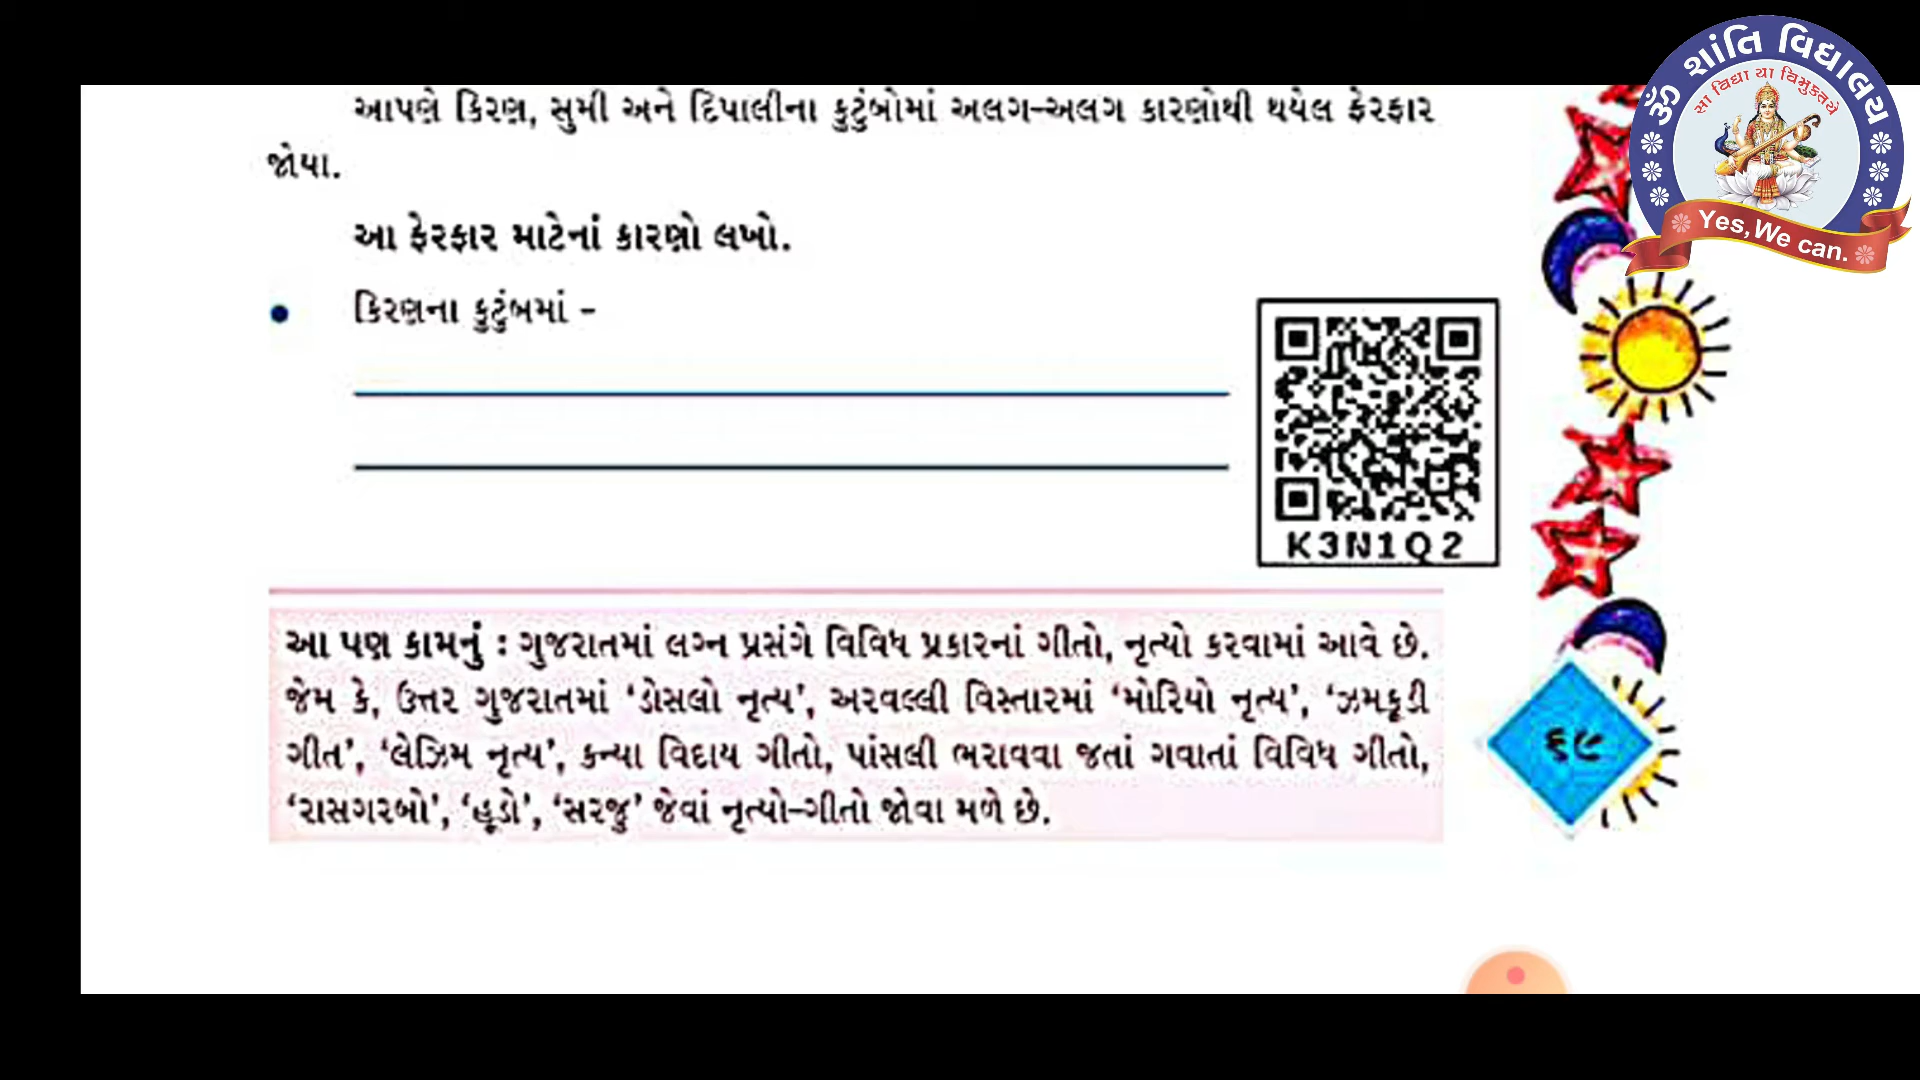 ૐ શાંતિ વિદ્યાલય
सा विद्या या विमुक्तये
Yes, We can.
આપણે કિરણ, સુમી અને દિપાલીના કુટુંબોમાં અલગ-અલગ કારણોથી થયેલ ફેરફાર
જોયા.
આ ફેરફાર માટેનાં કારણો લખો.
• કિરણના કુટુંબમાં -
K3N1Q2
આ પણ કામનું : ગુજરાતમાં લગ્ન પ્રસંગે વિવિધ પ્રકારનાં ગીતો, નૃત્યો કરવામાં આવે છે.
જેમ કે, ઉત્તર ગુજરાતમાં ‘ડોસલો નૃત્ય’, અરવલ્લી વિસ્તારમાં ‘મોરિયો નૃત્ય’, ‘ઝમકૂડી
ગીત’, ‘લેઝિમ નૃત્ય’, કન્યા વિદાય ગીતો, પાંસલી ભરાવવા જતાં ગવાતાં વિવિધ ગીતો,
‘રાસગરબો’, ‘હૂડો’, ‘સરજુ’ જેવાં નૃત્યો-ગીતો જોવા મળે છે.
૬૯